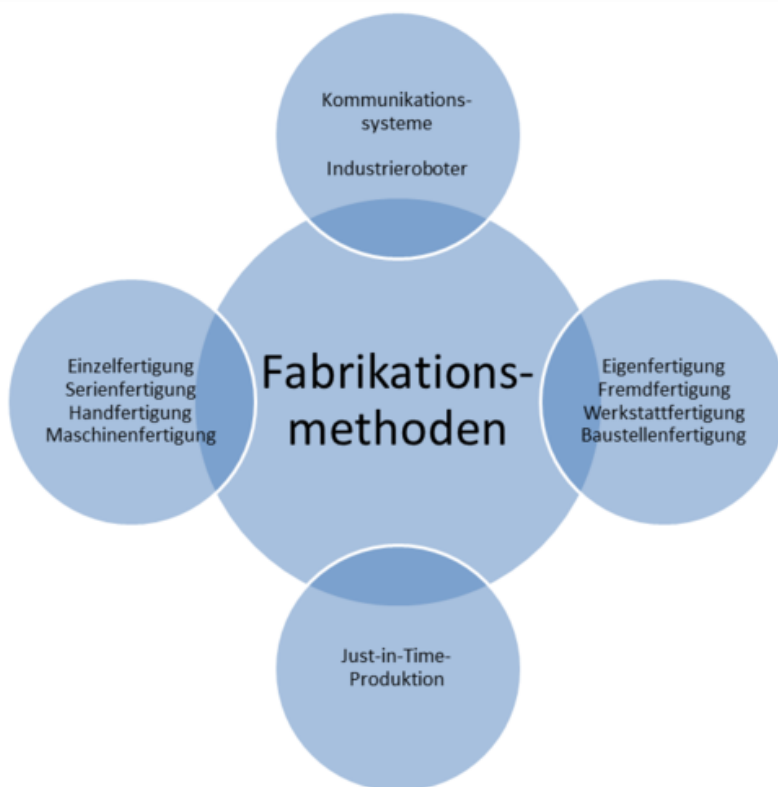 Kommunikations-
systeme
Industrieroboter
Einzelfertigung
Serienfertigung
Handfertigung
Maschinenfertigung
Fabrikations-
methoden
Eigenfertigung
Fremdfertigung
Werkstattfertigung
Baustellenfertigung
Just-in-Time-
Produktion